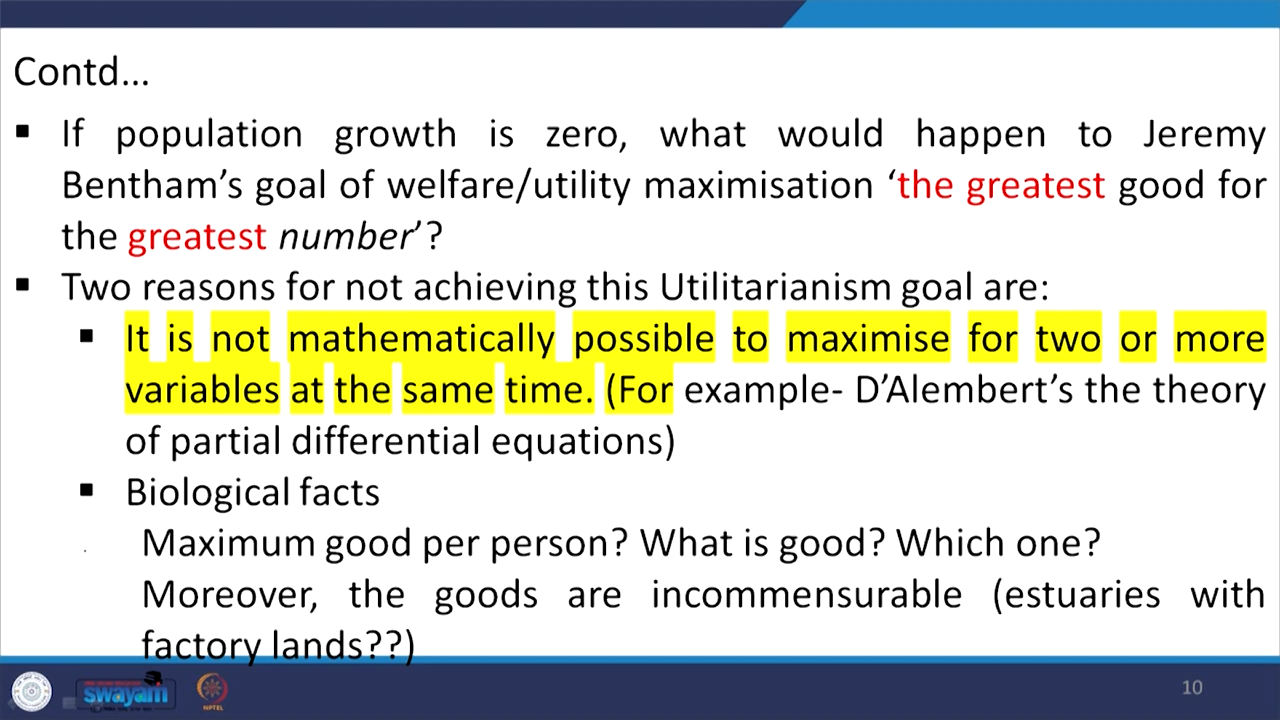 Contd...
▪ If population growth is zero, what would happen to Jeremy
Bentham’s goal of welfare/utility maximisation ‘the greatest good for
the greatest number’?
▪ Two reasons for not achieving this Utilitarianism goal are:
▪ It is not mathematically possible to maximise for two or more
variables at the same time. (For example- D’Alembert’s the theory
of partial differential equations)
▪ Biological facts
Maximum good per person? What is good? Which one?
Moreover, the goods are incommensurable (estuaries with
factory lands??)
swayam
NPTEL
10